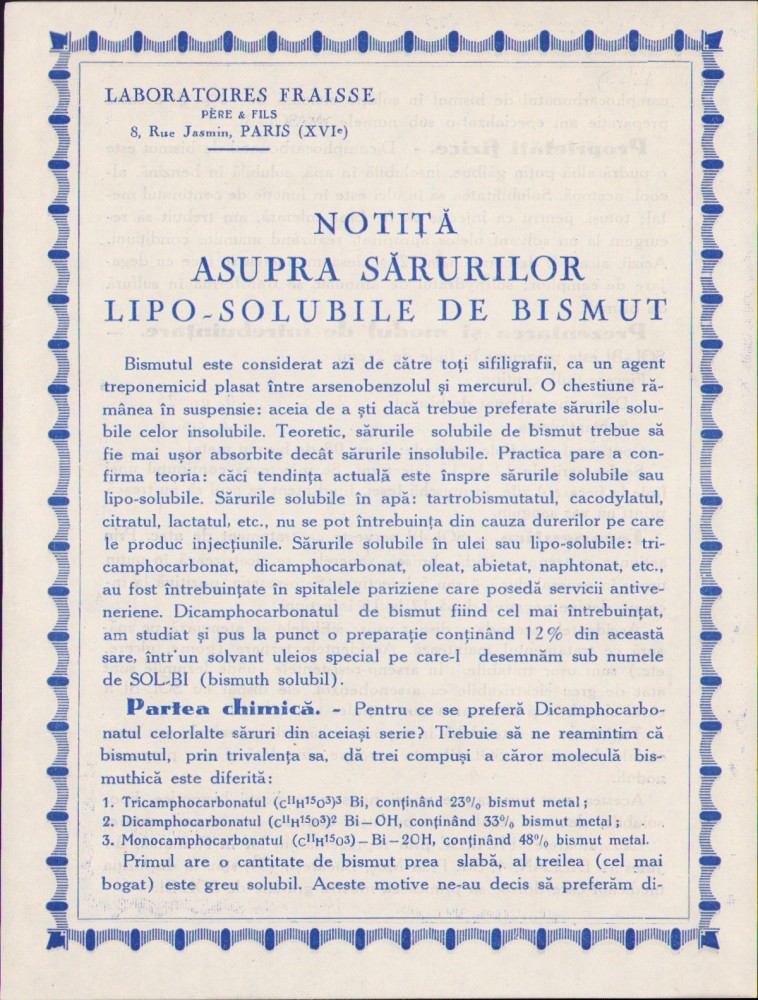 LABORATOIRES FRAISSE
PÈRE & FILS
8, Rue Jasmin, PARIS (XVIe)
NOTIȚĂ
ASUPRA SĂRURILOR
LIPO-SOLUBILE DE BISMUT
Bismutul este considerat azi de către toți sifiligrafii, ca un agent
treponemicid plasat între arsenobenzolul și mercurul. O chestiune ră-
mânea în suspensie: aceia de a ști dacă trebue preferate sărurile solu-
bile celor insolubile. Teoretic, sărurile solubile de bismut trebue să
fie mai ușor absorbite decât sărurile insolubile. Practica pare a con-
firma teoria: căci tendința actuală este înspre sărurile solubile sau
lipo-solubile. Sărurile solubile în apă: tartrobismutatul, cacodylatul,
citratul, lactatul, etc., nu se pot întrebuința din cauza durerilor pe care
le produc injecțiunile. Sărurile solubile în ulei sau lipo-solubile: tri-
camphocarbonat, dicamphocarbonat, oleat, abietat, naphtonat, etc.,
au fost întrebuințate în spitalele pariziene care posedă servicii antive-
neriene. Dicamphocarbonatul de bismut fiind cel mai întrebuințat,
am studiat și pus la punct o preparație conținând 12% din această
sare, într'un solvant uleios special pe care-l desemnăm sub numele
de SOL-BI (bismuth solubil).
Partea chimică. - Pentru ce se preferă Dicamphocarbo-
natul celorlalte săruri din aceiași serie? Trebuie să ne reamintim că
bismutul, prin trivalența sa, dă trei compuși a căror moleculă bis-
muthică este diferită:
1. Tricamphocarbonatul (C¹¹H¹⁵O³)³ Bi, conținând 23% bismut metal;
2. Dicamphocarbonatul (C¹¹H¹⁵O³)² Bi—OH, conținând 33% bismut metal;
3. Monocamphocarbonatul (C¹¹H¹⁵O³)—Bi—2OH, conținând 48% bismut metal.
Primul are o cantitate de bismut prea slabă, al treilea (cel mai
bogat) este greu solubil. Aceste motive ne-au decis să preferăm di-